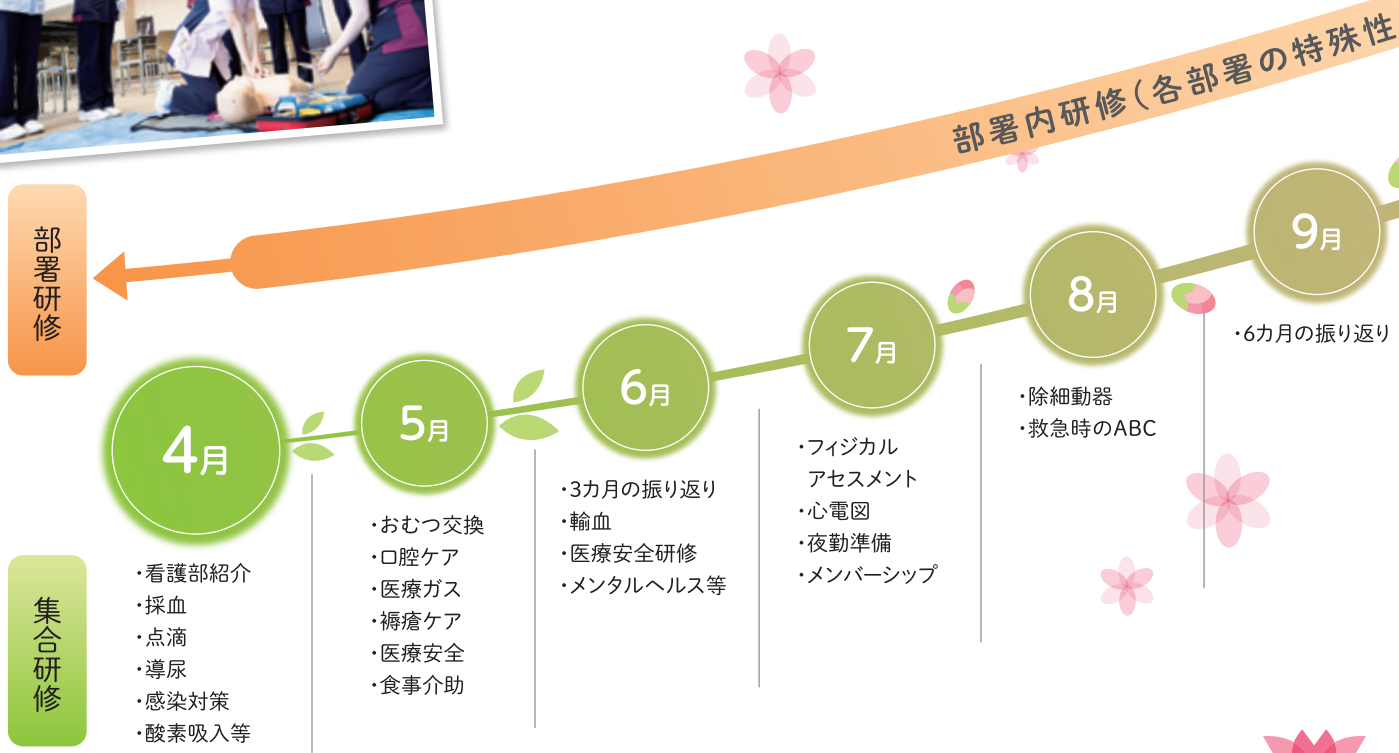 部署内研修(各部署の特殊性
部署研修
4月
5月
6月
7月
8月
9月
集合研修
・看護部紹介
・採血
・点滴
・導尿
・感染対策
・酸素吸入等
・おむつ交換
・口腔ケア
・医療ガス
・褥瘡ケア
・医療安全
・食事介助
・3カ月の振り返り
・輸血
・医療安全研修
・メンタルヘルス等
・フィジカル
アセスメント
・心電図
・夜勤準備
・メンバーシップ
・除細動器
・救急時のABC
・6カ月の振り返り